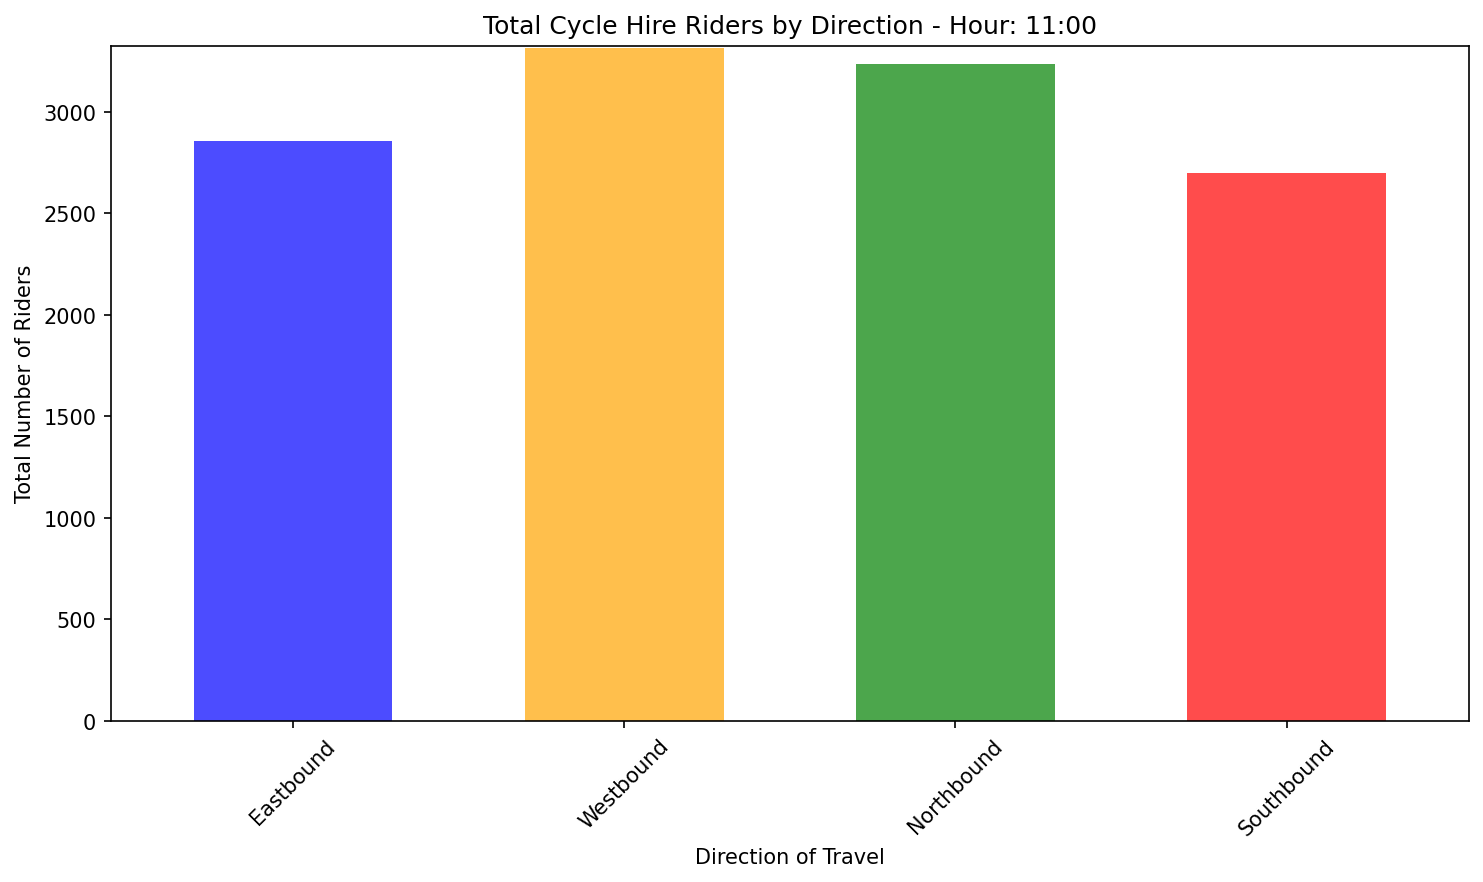 Total Cycle Hire Riders by Direction - Hour: 11:00
Total Number of Riders
3000
2500
2000
1500
1000
500
0
Eastbound
Westbound
Northbound
Southbound
Direction of Travel